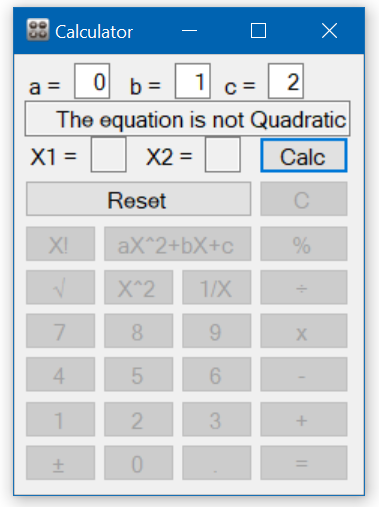 Calculator
a = 0 b = 1 c = 2
The equation is not Quadratic
X1 = X2 = Calc
Reset C
X! aX^2+bX+c %
√ X^2 1/X ÷
7 8 9 x
4 5 6 -
1 2 3 +
± 0 . =